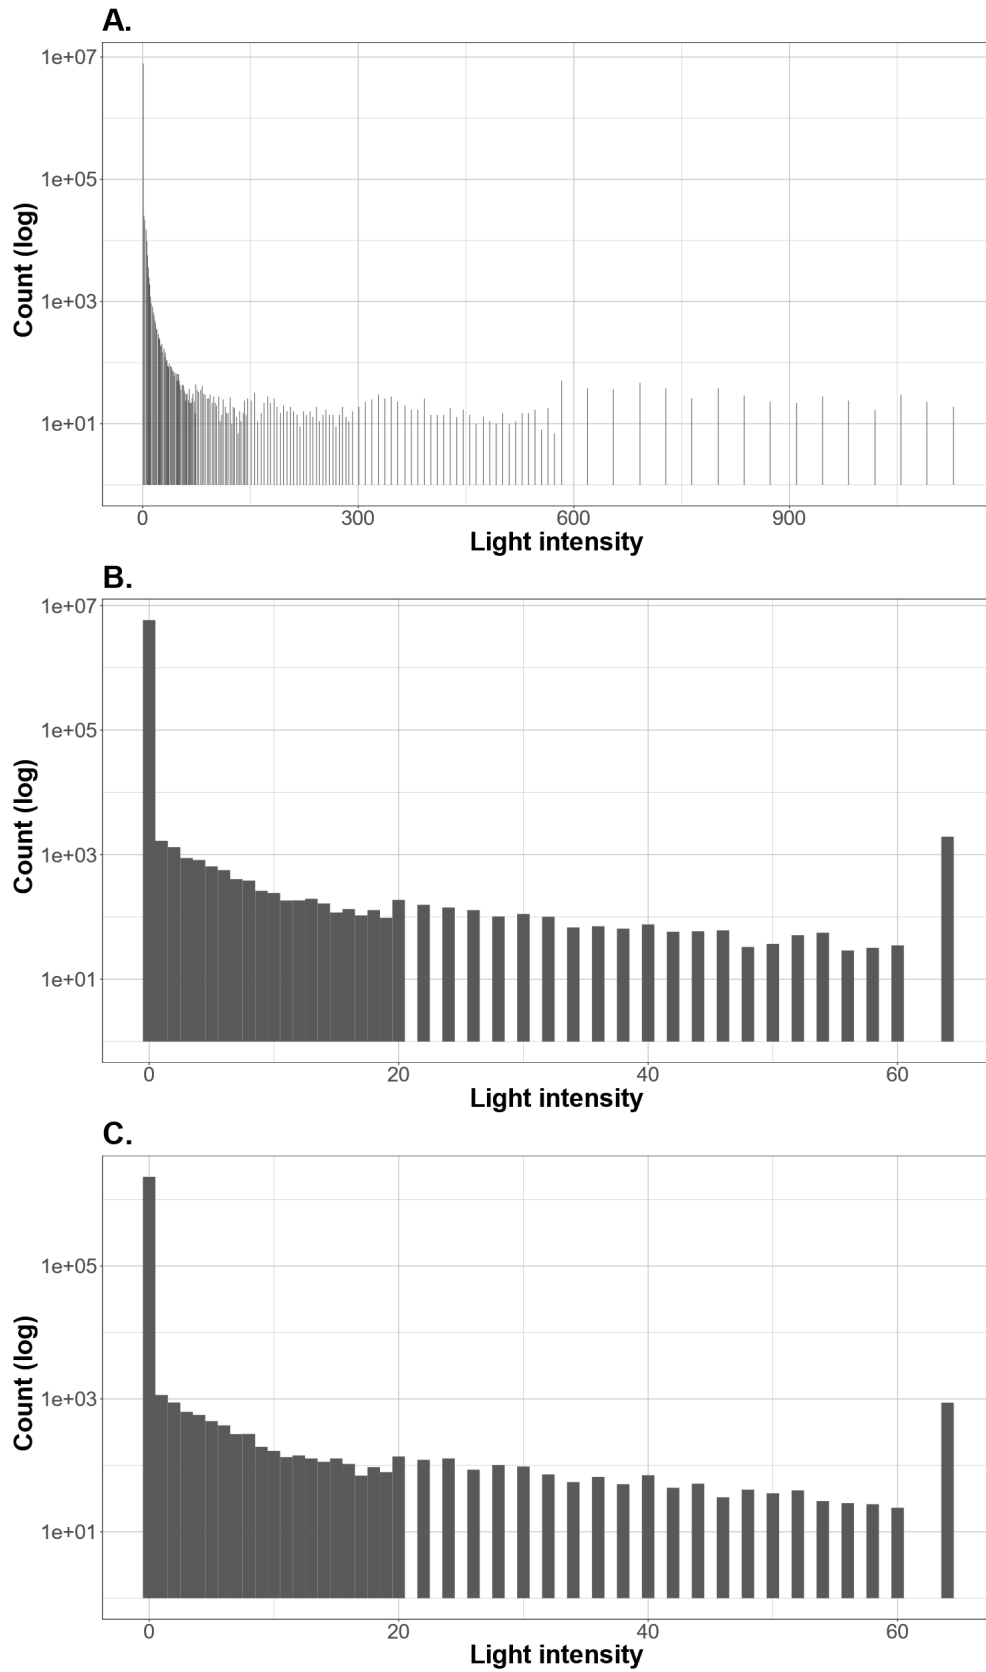 A.
1e+07
1e+05
1e+03
1e+01
Count (log)
0 300 600 900
Light intensity
B.
1e+07
1e+05
1e+03
1e+01
Count (log)
0 20 40 60
Light intensity
C.
1e+05
1e+03
1e+01
Count (log)
0 20 40 60
Light intensity